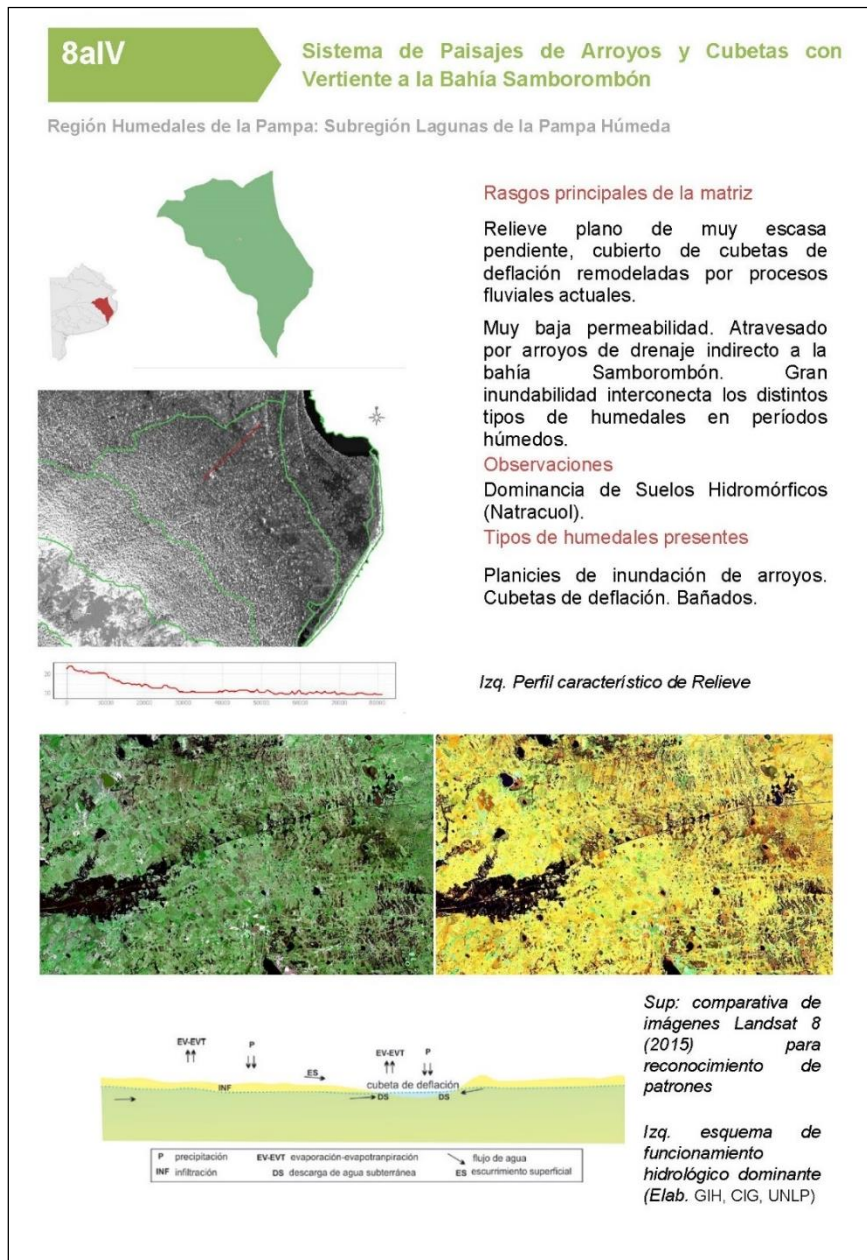 8aIV
Sistema de Paisajes de Arroyos y Cubetas con
Vertiente a la Bahía Samborombón
Región Humedales de la Pampa: Subregión Lagunas de la Pampa Húmeda
Rasgos principales de la matriz
Relieve plano de muy escasa
pendiente, cubierto de cubetas de
deflación remodeladas por procesos
fluviales actuales.
Muy baja permeabilidad. Atravesado
por arroyos de drenaje indirecto a la
bahía Samborombón. Gran
inundabilidad interconecta los distintos
tipos de humedales en períodos
húmedos.
Observaciones
Dominancia de Suelos Hidromórficos
(Natracuol).
Tipos de humedales presentes
Planicies de inundación de arroyos.
Cubetas de deflación. Bañados.
Izq. Perfil característico de Relieve
Sup: comparativa de
imágenes Landsat 8
(2015) para
reconocimiento de
patrones
EV-EVT P EV-EVT P
ES
cubeta de deflación
INF DS DS
P precipitación EV-EVT evaporación-evapotranpiración flujo de agua
INF infiltración DS descarga de agua subterránea ES escurrimiento superficial
Izq. esquema de
funcionamiento
hidrológico dominante
(Elab. GIH, CIG, UNLP)